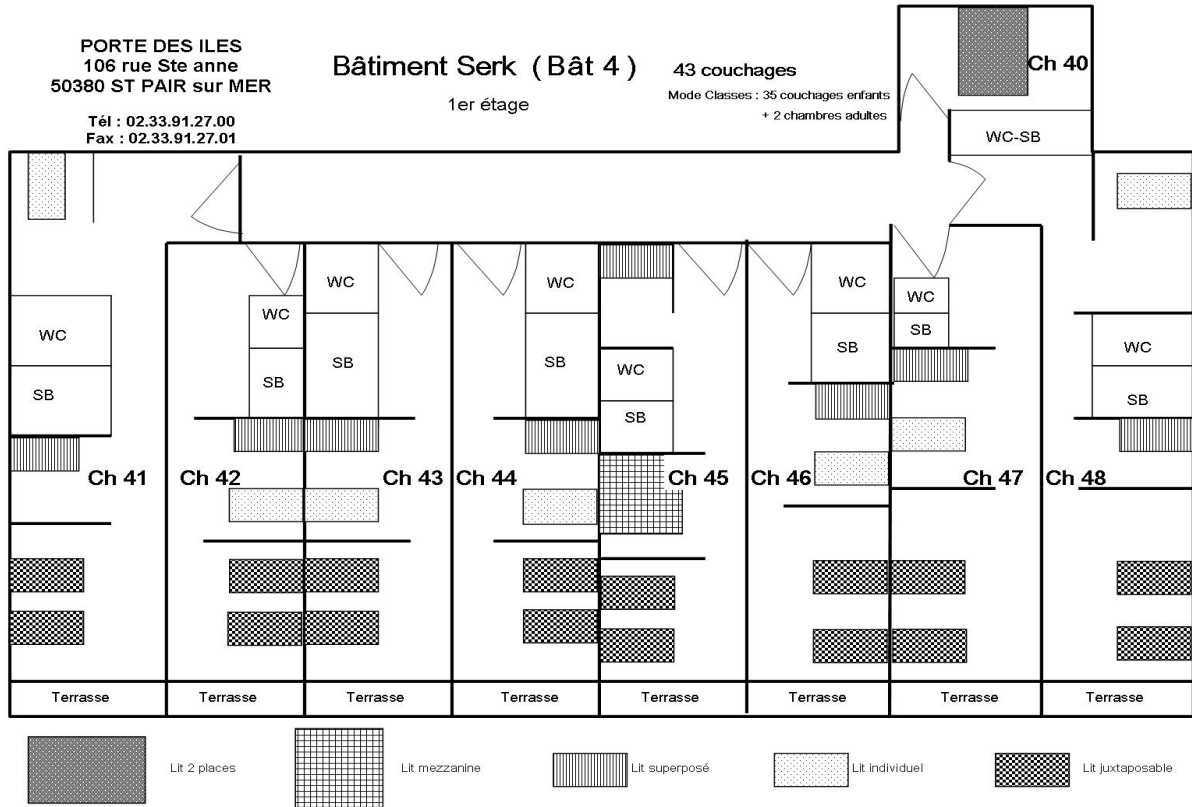 PORTE DES ILES
106 rue Ste anne
50380 ST PAIR sur MER
Tél : 02.33.91.27.00
Fax : 02.33.91.27.01
Bâtiment Serk ( Bât 4 )
1er étage
43 couchages
Mode Classes : 35 couchages enfants
+ 2 chambres adultes
Ch 40
WC-SB
WC
SB
Ch 41
WC
SB
Ch 42
WC
SB
Ch 43
WC
SB
Ch 44
WC
SB
Ch 45
WC
SB
Ch 46
WC
SB
Ch 47
WC
SB
Ch 48
Terrasse
Terrasse
Terrasse
Terrasse
Terrasse
Terrasse
Terrasse
Terrasse
Lit 2 places
Lit mezzanine
Lit superposé
Lit individuel
Lit juxtaposable